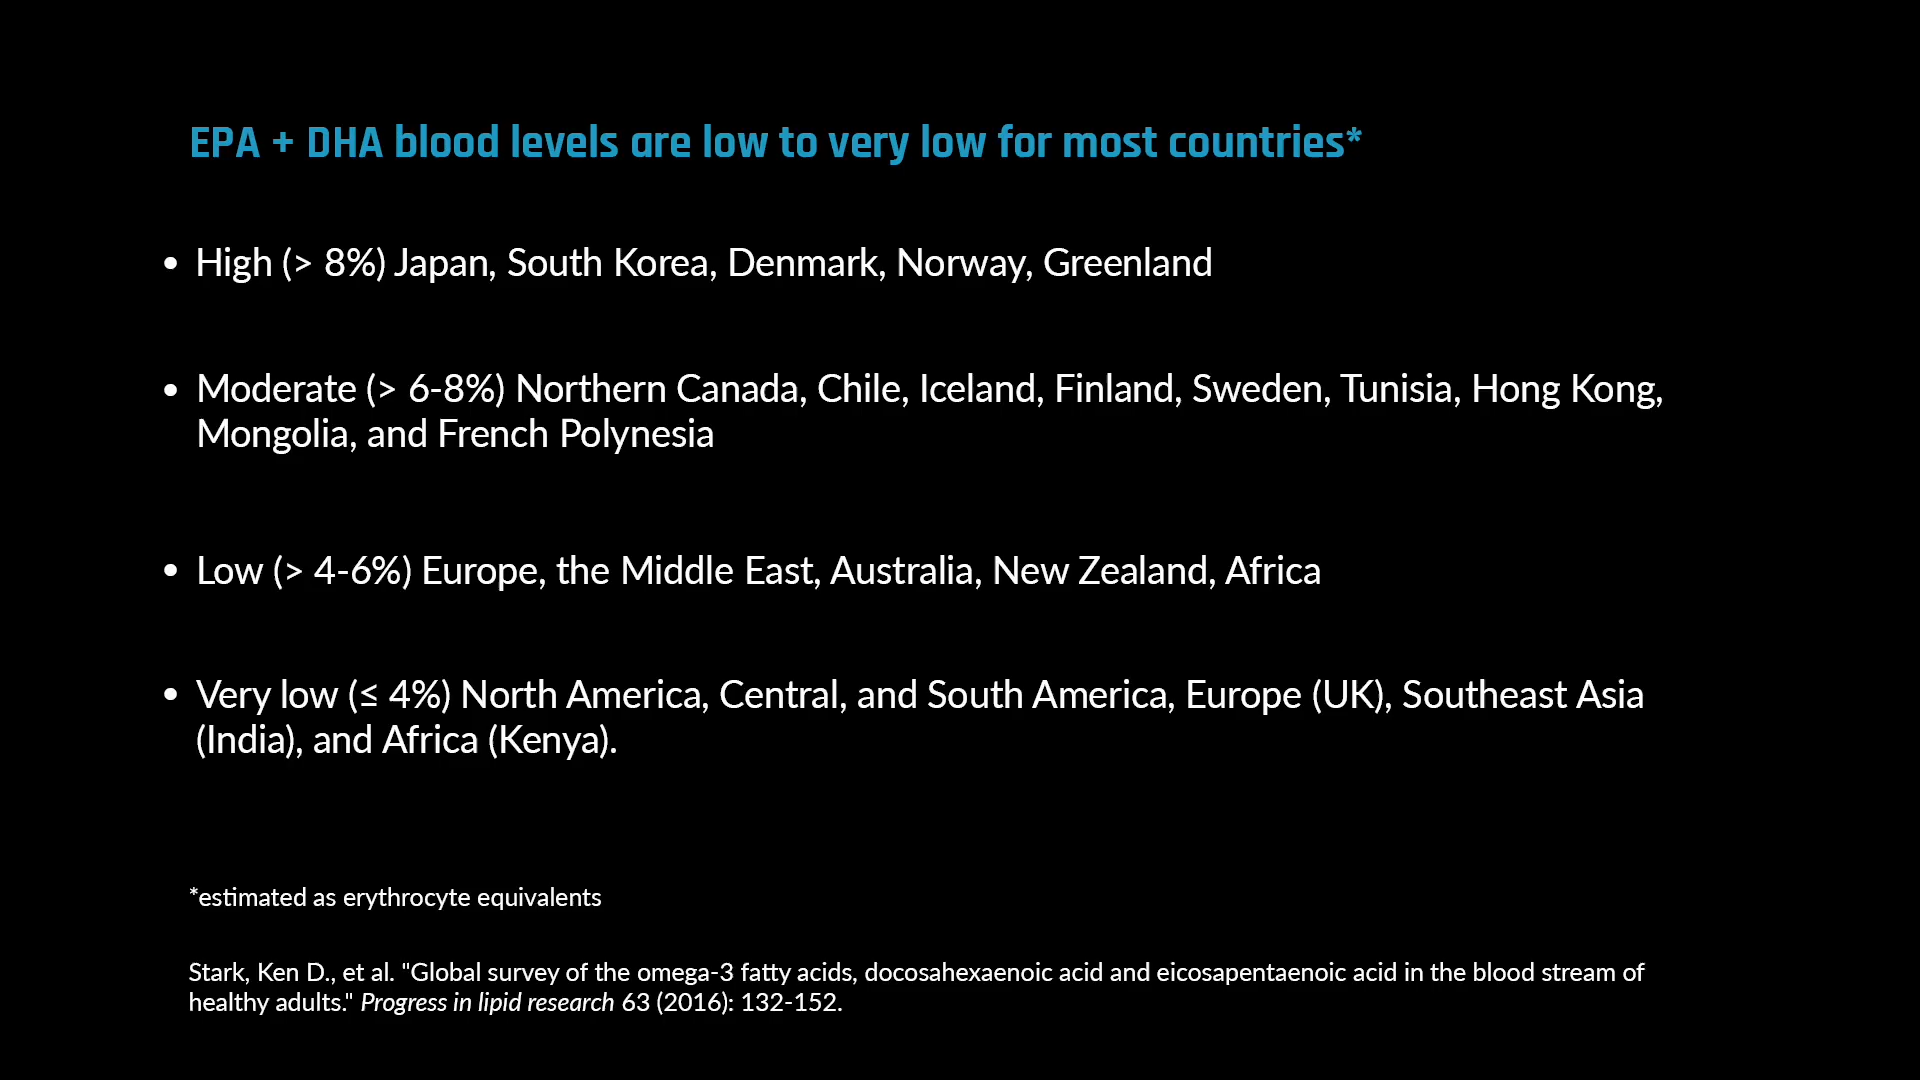 EPA + DHA blood levels are low to very low for most countries*
• High (> 8%) Japan, South Korea, Denmark, Norway, Greenland
• Moderate (> 6-8%) Northern Canada, Chile, Iceland, Finland, Sweden, Tunisia, Hong Kong,
Mongolia, and French Polynesia
• Low (> 4-6%) Europe, the Middle East, Australia, New Zealand, Africa
• Very low (≤ 4%) North America, Central, and South America, Europe (UK), Southeast Asia
(India), and Africa (Kenya).
*estimated as erythrocyte equivalents
Stark, Ken D., et al. "Global survey of the omega-3 fatty acids, docosahexaenoic acid and eicosapentaenoic acid in the blood stream of
healthy adults." Progress in lipid research 63 (2016): 132-152.